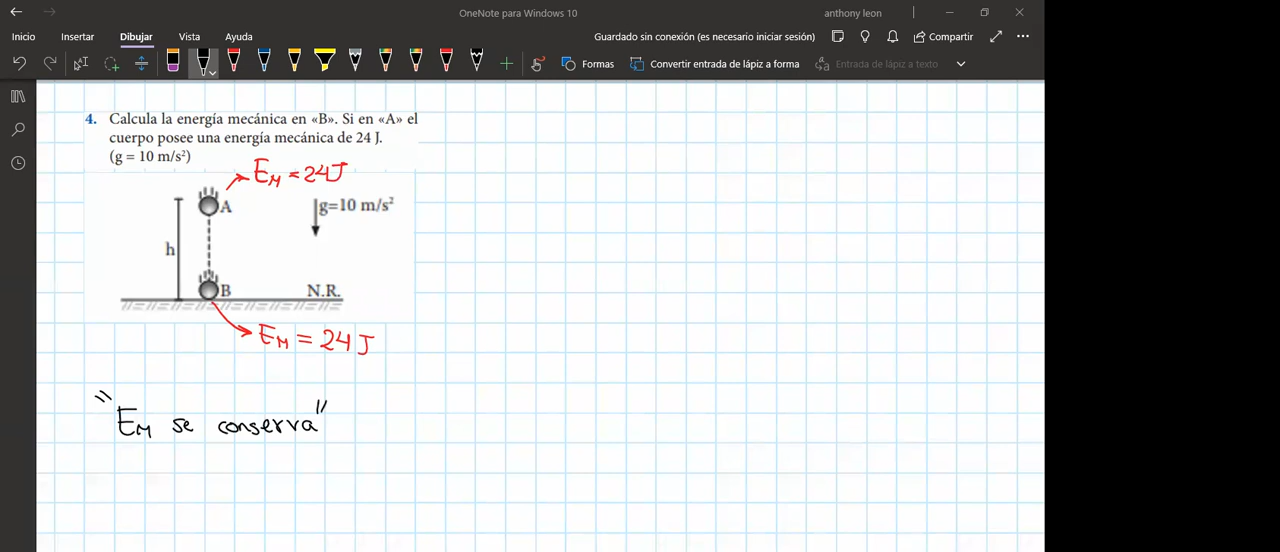 OneNote para Windows 10
anthony leon
Inicio
Insertar
Dibujar
Vista
Ayuda
Guardado sin conexión (es necesario iniciar sesión)
Compartir
Formas
Convertir entrada de lápiz a forma
Entrada de lápiz a texto
4. Calcula la energía mecánica en «B». Si en «A» el
cuerpo posee una energía mecánica de 24 J.
(g = 10 m/s²)
EM = 24J
A
g=10 m/s²
h
B
N.R.
EM = 24 J
"EM se conserva"